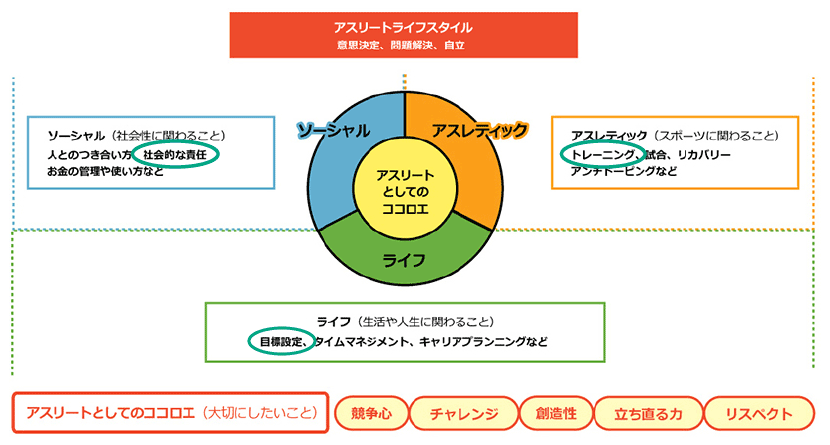 アスリートライフスタイル
意思決定、問題解決、自立
ソーシャル
アスレティック
アスリート
としての
ココロエ
ライフ
ソーシャル（社会性に関わること）
人とのつき合い方、社会的な責任
お金の管理や使い方など
アスレティック（スポーツに関わること）
トレーニング、試合、リカバリー
アンチドーピングなど
ライフ（生活や人生に関わること）
目標設定、タイムマネジメント、キャリアプランニングなど
アスリートとしてのココロエ（大切にしたいこと）
競争心
チャレンジ
創造性
立ち直る力
リスペクト